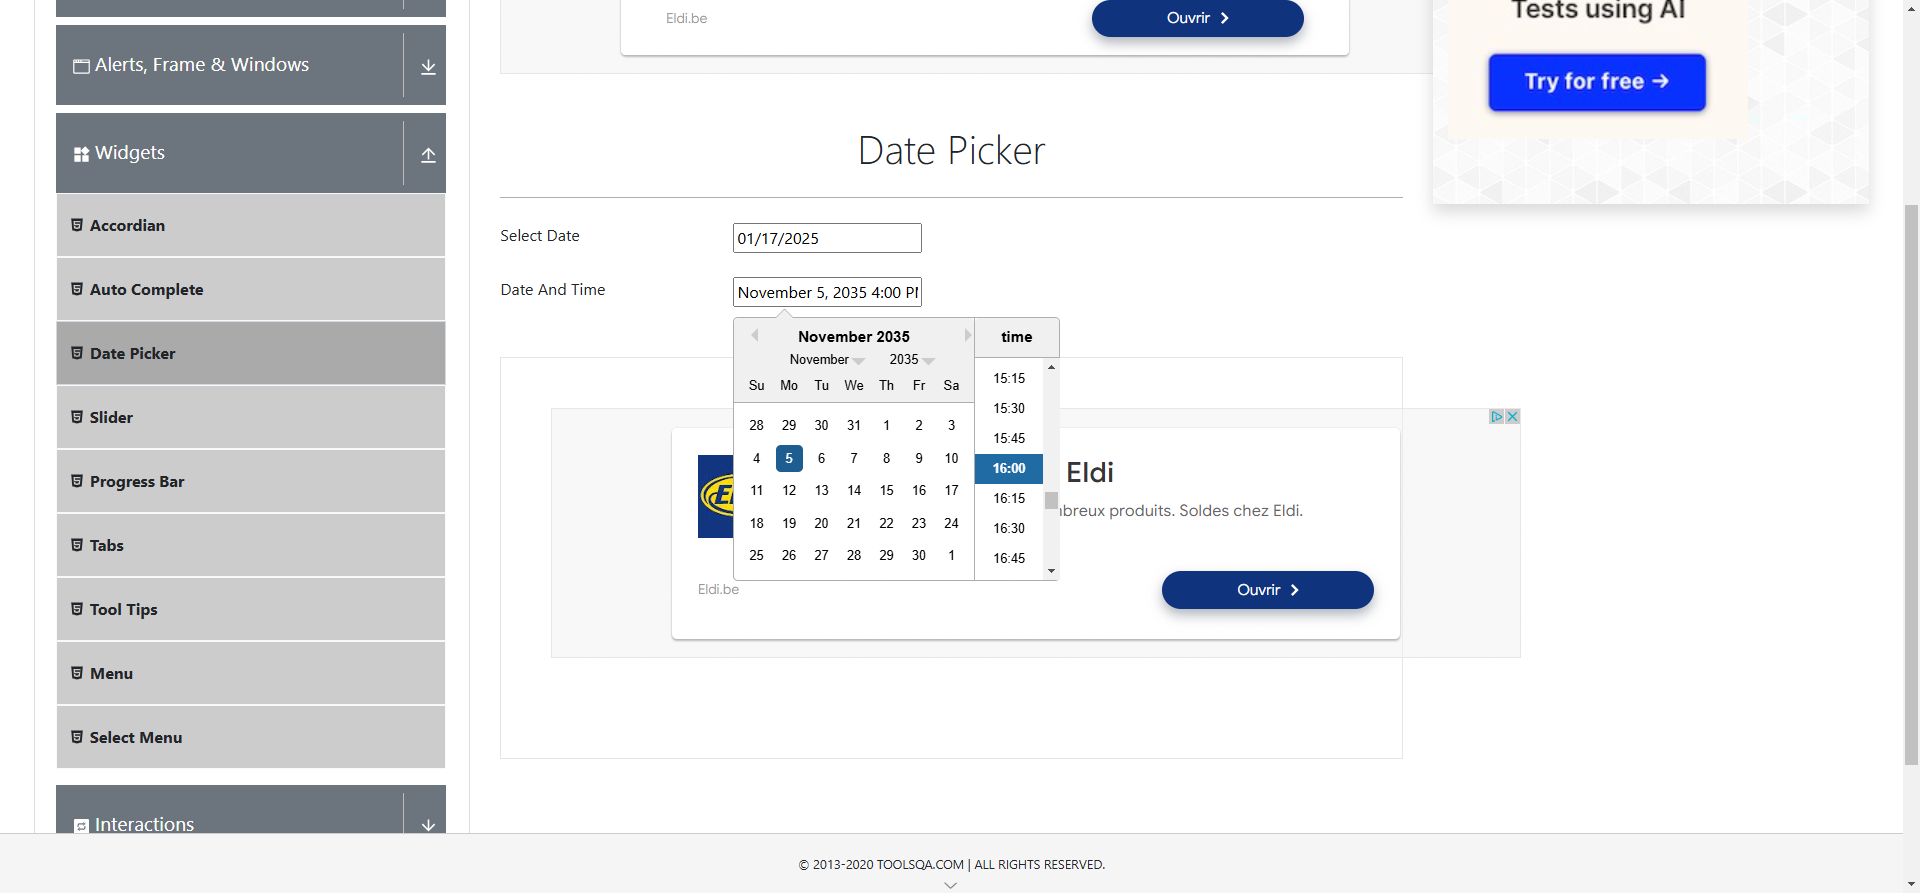 Alerts, Frame & Windows
Widgets
Accordian
Auto Complete
Date Picker
Slider
Progress Bar
Tabs
Tool Tips
Menu
Select Menu
Interactions
Eldi.be
Ouvrir
Tests using AI
Try for free →
Date Picker
Select Date
01/17/2025
Date And Time
November 5, 2035 4:00 PM
November 2035
November 2035
Su Mo Tu We Th Fr Sa
28 29 30 31 1 2 3
4 5 6 7 8 9 10
11 12 13 14 15 16 17
18 19 20 21 22 23 24
25 26 27 28 29 30 1
time
15:15
15:30
15:45
16:00
16:15
16:30
16:45
Eldi
breux produits. Soldes chez Eldi.
Eldi.be
Ouvrir
© 2013-2020 TOOLSQA.COM | ALL RIGHTS RESERVED.